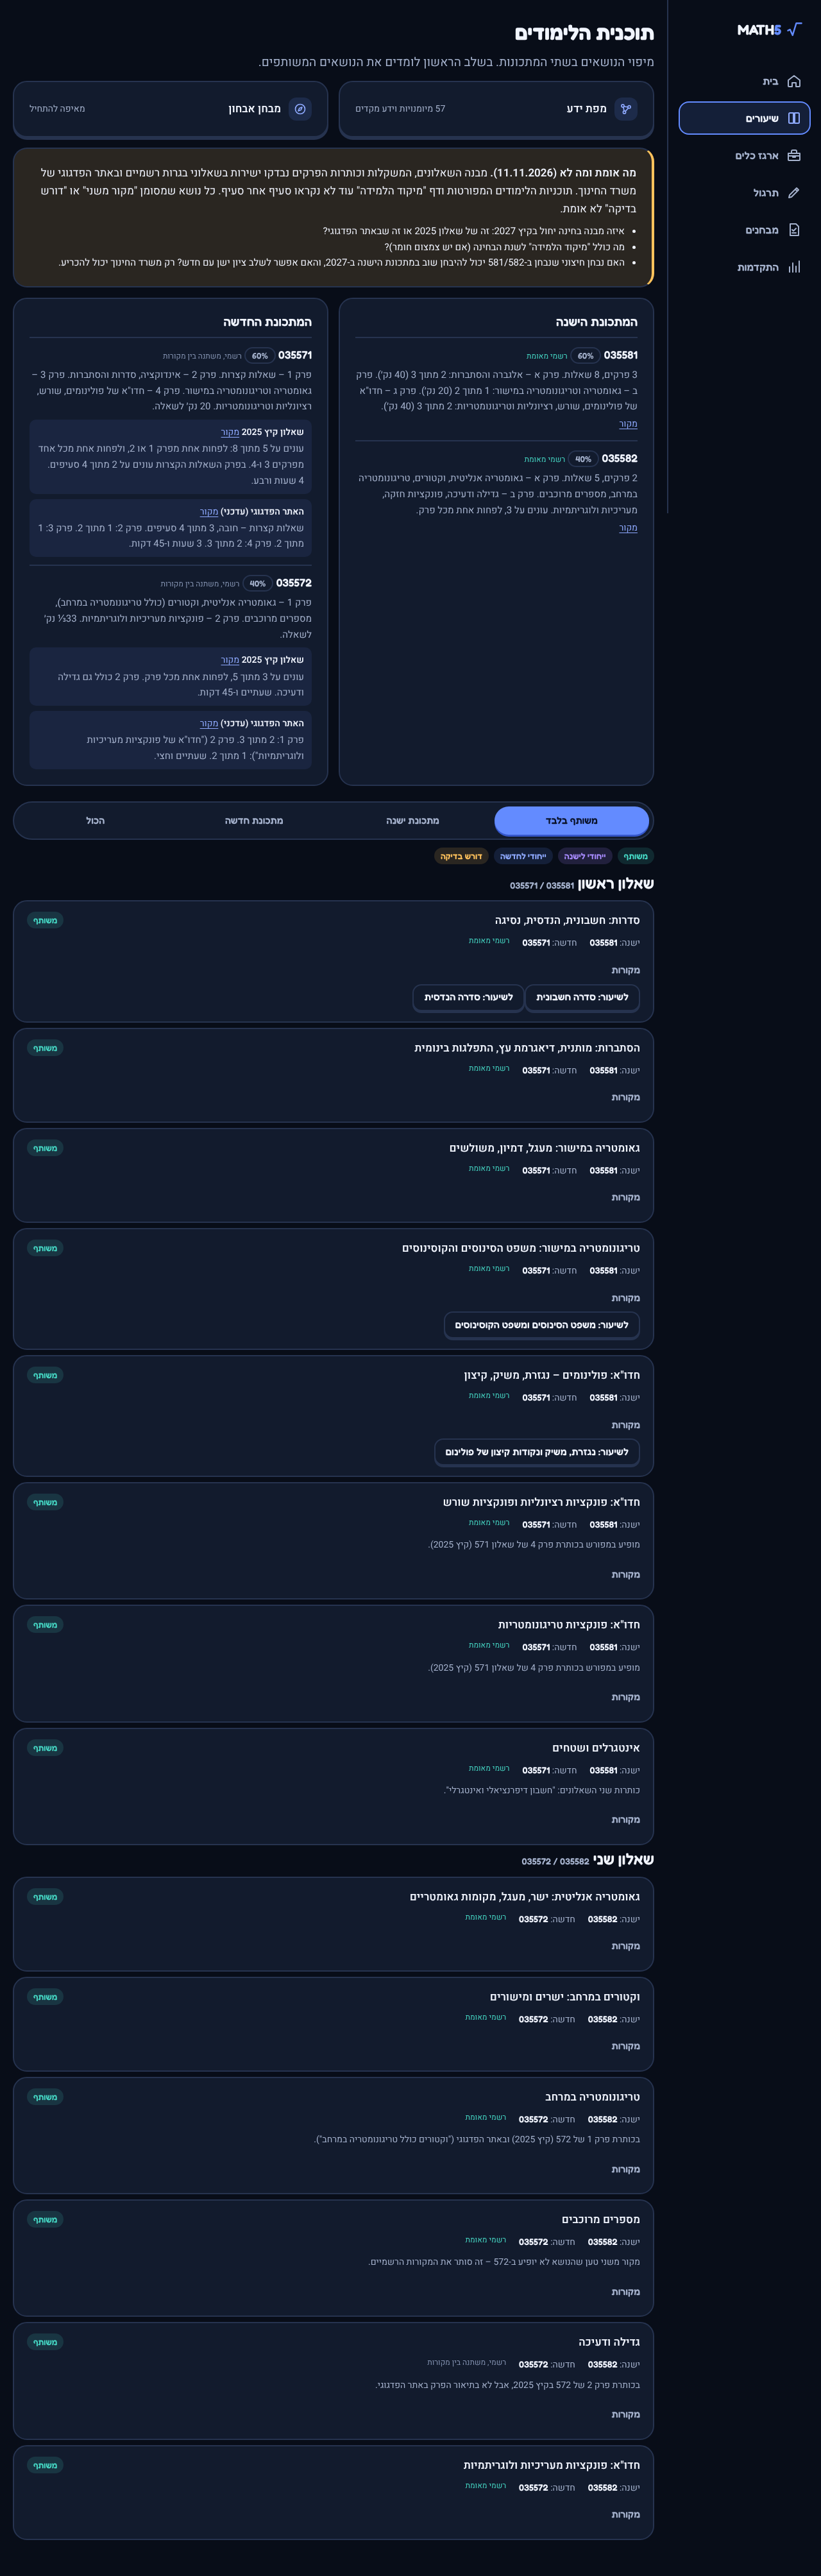 MATH5
בית
שיעורים
ארגז כלים
תרגול
מבחנים
התקדמות
תוכנית הלימודים
מיפוי הנושאים בשתי המתכונות. בשלב הראשון לומדים את הנושאים המשותפים.
מפת ידע
57 מיומנויות וידע מקדים
מבחן אבחון
מאיפה להתחיל
מה אומת ומה לא (11.11.2026). מבנה השאלונים, המשקלות וכותרות הפרקים נבדקו ישירות בשאלוני בגרות רשמיים ובאתר הפדגוגי של
משרד החינוך. תוכניות הלימודים המפורטות ודף "מיקוד הלמידה" עוד לא נקראו סעיף אחר סעיף. כל נושא שמסומן "מקור משני" או "דורש
בדיקה" לא אומת.
• איזה מבנה בחינה יחול בקיץ 2027: זה של שאלון 2025 או זה שבאתר הפדגוגי?
• מה כולל "מיקוד הלמידה" לשנת הבחינה (אם יש צמצום חומר)?
• האם נבחן חיצוני שנבחן ב-581/582 יכול להיבחן שוב במתכונת הישנה ב-2027, והאם אפשר לשלב ציון ישן עם חדש? רק משרד החינוך יכול להכריע.
המתכונת הישנה
035581 60% רשמי מאומת
3 פרקים, 8 שאלות. פרק א – אלגברה והסתברות: 2 מתוך 3 (40 נק'). פרק
ב – גאומטריה וטריגונומטריה במישור: 1 מתוך 2 (20 נק'). פרק ג – חדו"א
של פולינומים, שורש, רציונליות וטריגונומטריה: 2 מתוך 3 (40 נק').
מקור
035582 40% רשמי מאומת
2 פרקים, 5 שאלות. פרק א – גאומטריה אנליטית, וקטורים, טריגונומטריה
במרחב, מספרים מרוכבים. פרק ב – גדילה ודעיכה, פונקציות חזקה,
מעריכיות ולוגריתמיות. עונים על 3, לפחות אחת מכל פרק.
מקור
המתכונת החדשה
035571 60% רשמי, משתנה בין מקורות
פרק 1 – שאלות קצרות. פרק 2 – אינדוקציה, סדרות והסתברות. פרק 3 –
גאומטריה וטריגונומטריה במישור. פרק 4 – חדו"א של פולינומים, שורש,
רציונליות וטריגונומטריות. 20 נק' לשאלה.
שאלון קיץ 2025 מקור
עונים על 5 מתוך 8: לפחות אחת מפרק 1 או 2, ולפחות אחת מכל אחד
מפרקים 3 ו-4. בפרק השאלות הקצרות עונים על 2 מתוך 4 סעיפים.
4 שעות ורבע.
האתר הפדגוגי (עדכני) מקור
שאלות קצרות – חובה, 3 מתוך 4 סעיפים. פרק 2: 1 מתוך 2. פרק 3: 1
מתוך 2. פרק 4: 2 מתוך 3. 3 שעות ו-45 דקות.
035572 40% רשמי, משתנה בין מקורות
פרק 1 – גאומטריה אנליטית, וקטורים (כולל טריגונומטריה במרחב),
מספרים מרוכבים. פרק 2 – פונקציות מעריכיות ולוגריתמיות. 33⅓ נק'
לשאלה.
שאלון קיץ 2025 מקור
עונים על 3 מתוך 5, לפחות אחת מכל פרק. פרק 2 כולל גם גדילה
ודעיכה. שעתיים ו-45 דקות.
האתר הפדגוגי (עדכני) מקור
פרק 1: 2 מתוך 3. פרק 2 ("חדו"א של פונקציות מעריכיות
ולוגריתמיות"): 1 מתוך 2. שעתיים וחצי.
משותף בלבד
מתכונת ישנה
מתכונת חדשה
הכול
משותף
ייחודי לישנה
ייחודי לחדשה
דורש בדיקה
שאלון ראשון 035581 / 035571
סדרות: חשבונית, הנדסית, נסיגה
משותף
ישנה: 035581 חדשה: 035571 רשמי מאומת
מקורות
לשיעור: סדרה חשבונית
לשיעור: סדרה הנדסית
הסתברות: מותנית, דיאגרמת עץ, התפלגות בינומית
משותף
ישנה: 035581 חדשה: 035571 רשמי מאומת
מקורות
גאומטריה במישור: מעגל, דמיון, משולשים
משותף
ישנה: 035581 חדשה: 035571 רשמי מאומת
מקורות
טריגונומטריה במישור: משפט הסינוסים והקוסינוסים
משותף
ישנה: 035581 חדשה: 035571 רשמי מאומת
מקורות
לשיעור: משפט הסינוסים ומשפט הקוסינוסים
חדו"א: פולינומים – נגזרת, משיק, קיצון
משותף
ישנה: 035581 חדשה: 035571 רשמי מאומת
מקורות
לשיעור: נגזרת, משיק ונקודות קיצון של פולינום
חדו"א: פונקציות רציונליות ופונקציות שורש
משותף
ישנה: 035581 חדשה: 035571 רשמי מאומת
מופיע במפורש בכותרת פרק 4 של שאלון 571 (קיץ 2025).
מקורות
חדו"א: פונקציות טריגונומטריות
משותף
ישנה: 035581 חדשה: 035571 רשמי מאומת
מופיע במפורש בכותרת פרק 4 של שאלון 571 (קיץ 2025).
מקורות
אינטגרלים ושטחים
משותף
ישנה: 035581 חדשה: 035571 רשמי מאומת
כותרות שני השאלונים: "חשבון דיפרנציאלי ואינטגרלי".
מקורות
שאלון שני 035582 / 035572
גאומטריה אנליטית: ישר, מעגל, מקומות גאומטריים
משותף
ישנה: 035582 חדשה: 035572 רשמי מאומת
מקורות
וקטורים במרחב: ישרים ומישורים
משותף
ישנה: 035582 חדשה: 035572 רשמי מאומת
מקורות
טריגונומטריה במרחב
משותף
ישנה: 035582 חדשה: 035572 רשמי מאומת
בכותרת פרק 1 של 572 (קיץ 2025) ובאתר הפדגוגי ("וקטורים כולל טריגונומטריה במרחב").
מקורות
מספרים מרוכבים
משותף
ישנה: 035582 חדשה: 035572 רשמי מאומת
מקור משני טען שהנושא לא יופיע ב-572 – זה סותר את המקורות הרשמיים.
מקורות
גדילה ודעיכה
משותף
ישנה: 035582 חדשה: 035572 רשמי, משתנה בין מקורות
בכותרת פרק 2 של 572 בקיץ 2025, אבל לא בתיאור הפרק באתר הפדגוגי.
מקורות
חדו"א: פונקציות מעריכיות ולוגריתמיות
משותף
ישנה: 035582 חדשה: 035572 רשמי מאומת
מקורות